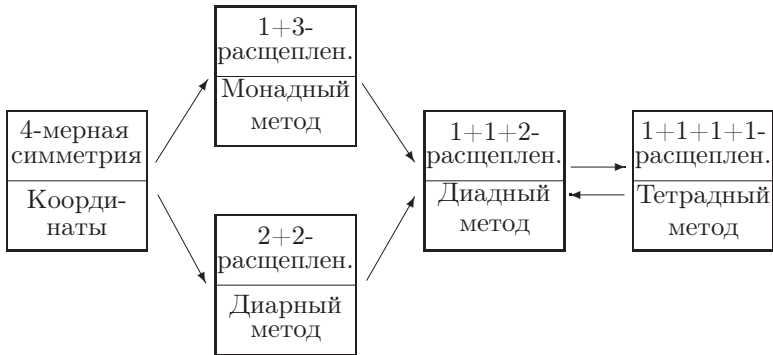 4-мерная
симметрия
Коорди-
наты
1+3-
расщеплен.
Монадный
метод
2+2-
расщеплен.
Диарный
метод
1+1+2-
расщеплен.
Диадный
метод
1+1+1+1-
расщеплен.
Тетрадный
метод